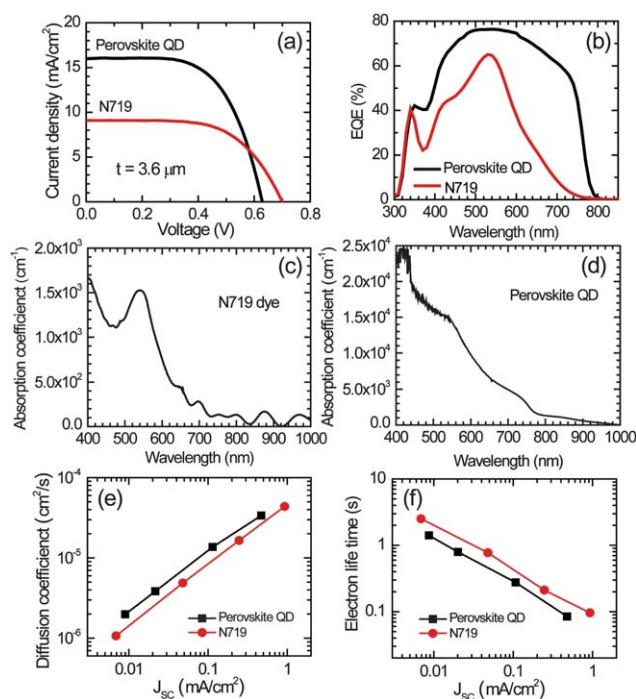 (a)
Perovskite QD
N719
t = 3.6 μm
Current density (mA/cm²)
20
15
10
5
0
0.0 0.2 0.4 0.6 0.8
Voltage (V)
(b)
EQE (%)
80
60
40
20
0
Perovskite QD
N719
300 400 500 600 700 800
Wavelength (nm)
(c)
N719 dye
Absorption coefficienct (cm⁻¹)
2.0x10³
1.5x10³
1.0x10³
5.0x10²
0.0
400 500 600 700 800 900 1000
Wavelength (nm)
(d)
Perovskite QD
Absorption coefficient (cm⁻¹)
2.5x10⁴
2.0x10⁴
1.5x10⁴
1.0x10⁴
5.0x10³
0.0
400 500 600 700 800 900 1000
Wavelength (nm)
(e)
Diffusion coefficienct (cm²/s)
10⁻⁴
10⁻⁵
10⁻⁶
Perovskite QD
N719
0.01 0.1 1
J_SC (mA/cm²)
(f)
Electron life time (s)
10
1
0.1
Perovskite QD
N719
0.01 0.1 1
J_SC (mA/cm²)